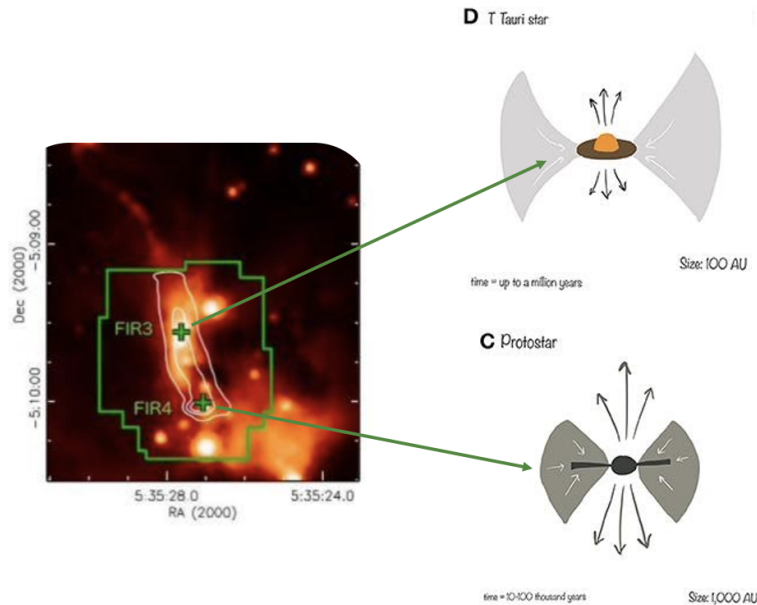 D T Tauri star
Size: 100 AU
time = up to a million years
Dec (2000)
-5:09:00
-5:10:00
FIR3
FIR4
5:35:28.0
5:35:24.0
RA (2000)
C Protostar
time = 10-100 thousand years
Size: 1,000 AU